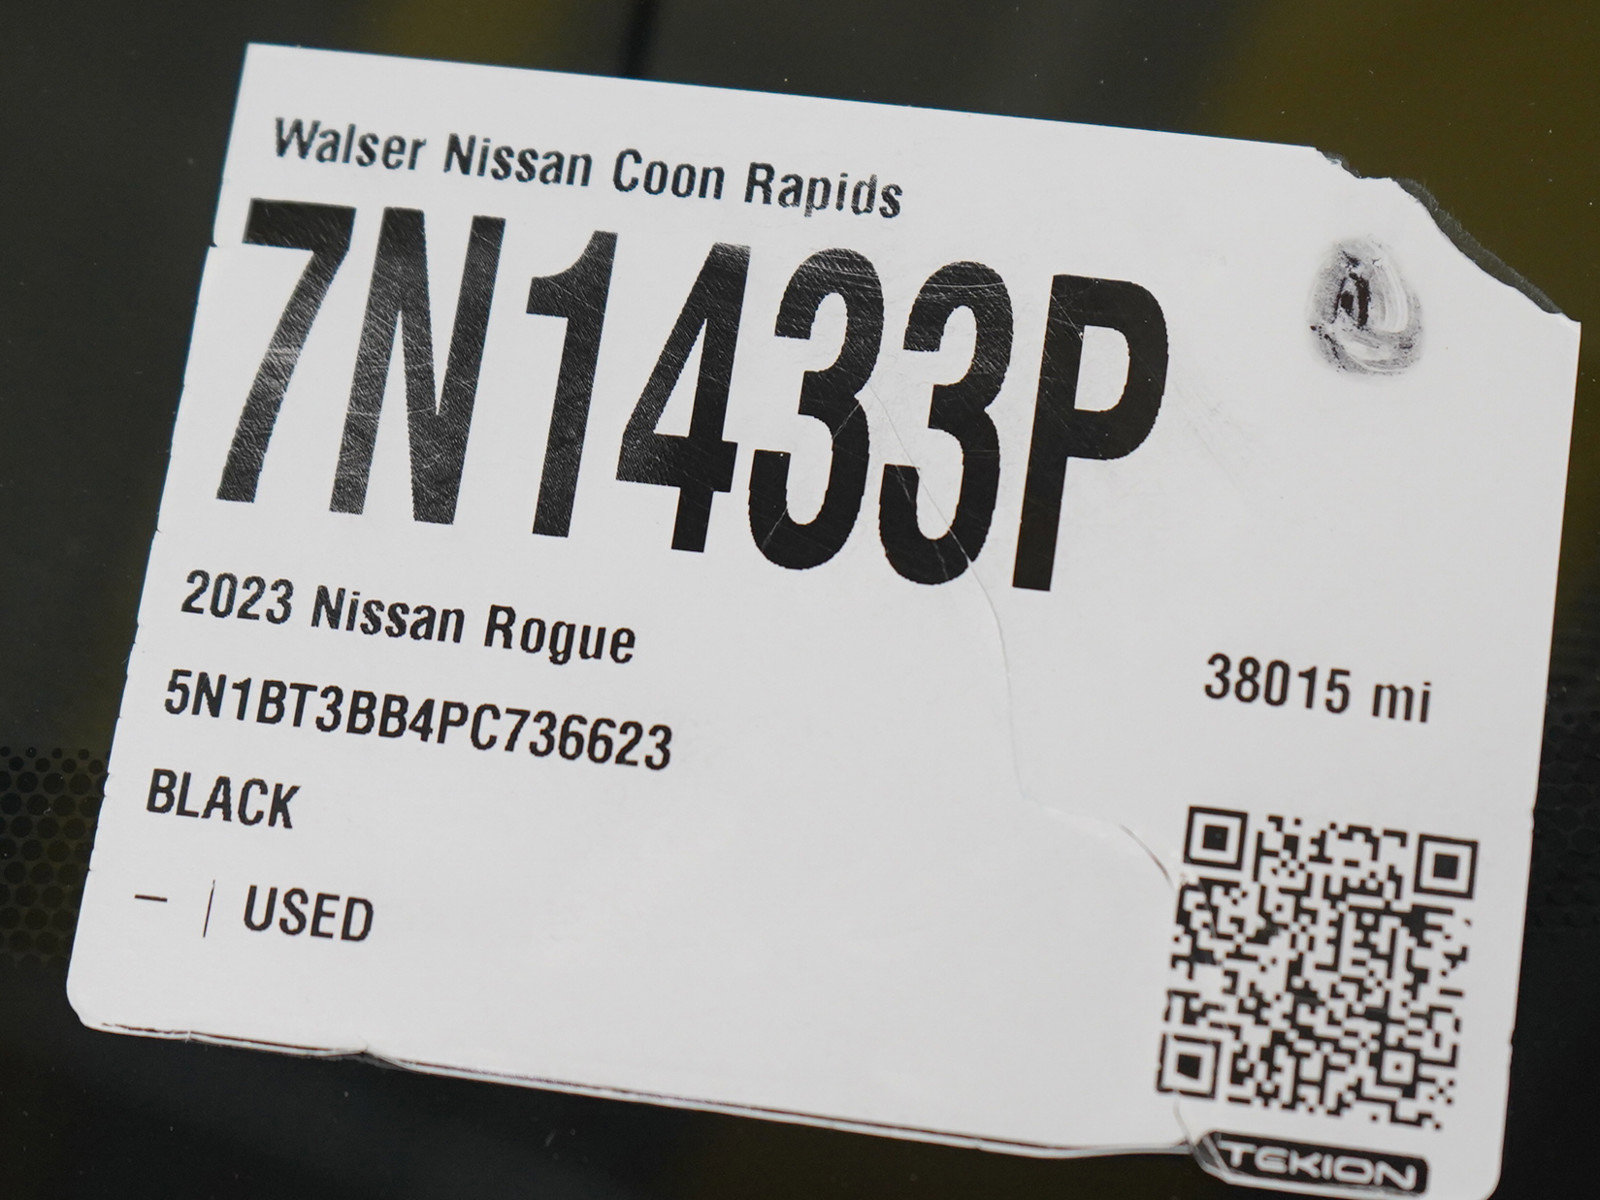 Walser Nissan Coon Rapids
7N1433P
2023 Nissan Rogue
5N1BT3BB4PC736623
38015 mi
BLACK
– | USED
TEKION